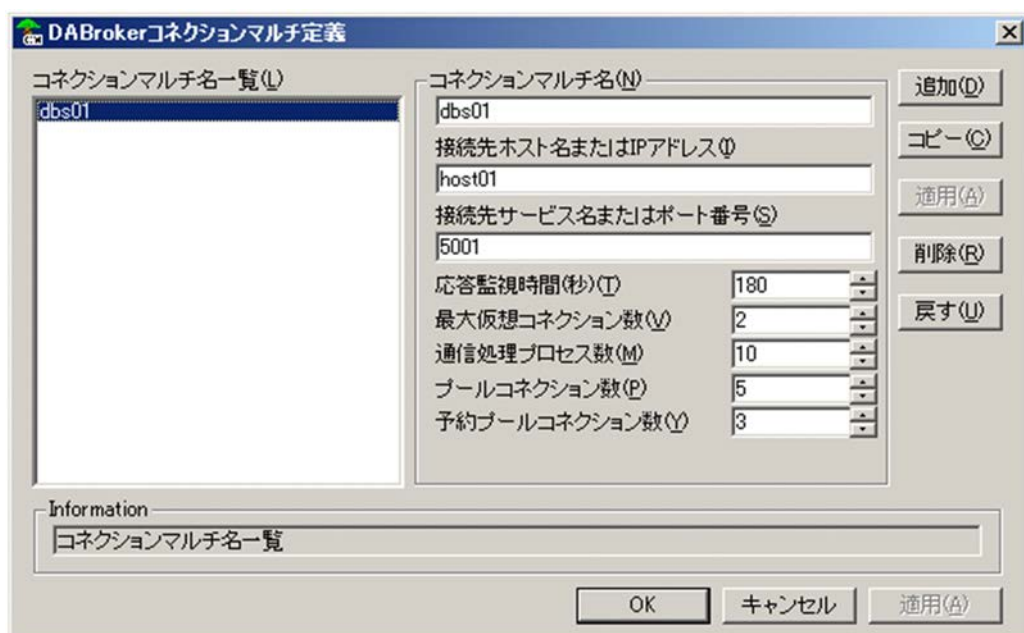 DABrokerコネクションマルチ定義
コネクションマルチ名一覧(L)
dbs01
コネクションマルチ名(N)
dbs01
接続先ホスト名またはIPアドレス(I)
host01
接続先サービス名またはポート番号(S)
5001
応答監視時間(秒)(T) 180
最大仮想コネクション数(V) 2
通信処理プロセス数(M) 10
プールコネクション数(P) 5
予約プールコネクション数(Y) 3
追加(D)
コピー(C)
適用(A)
削除(R)
戻す(U)
Information
コネクションマルチ名一覧
OK キャンセル 適用(A)